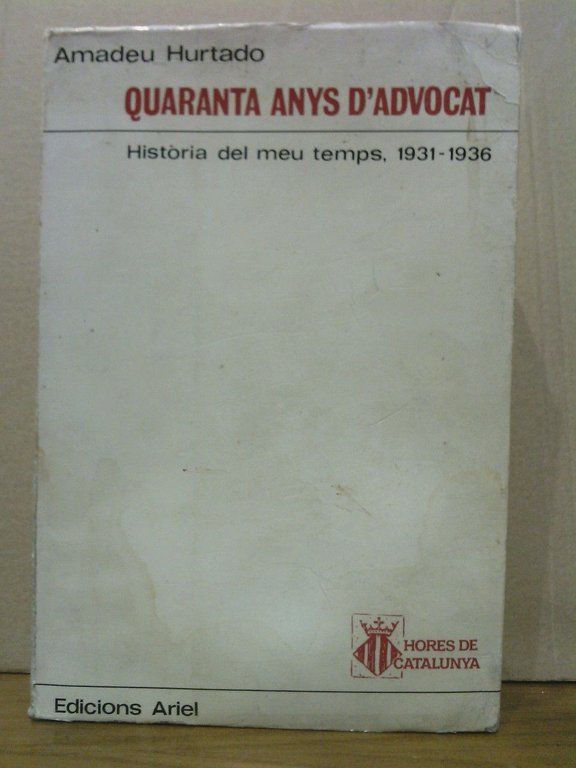 Amadeu Hurtado
QUARANTA ANYS D'ADVOCAT
Història del meu temps, 1931-1936
HORES DE
CATALUNYA
Edicions Ariel